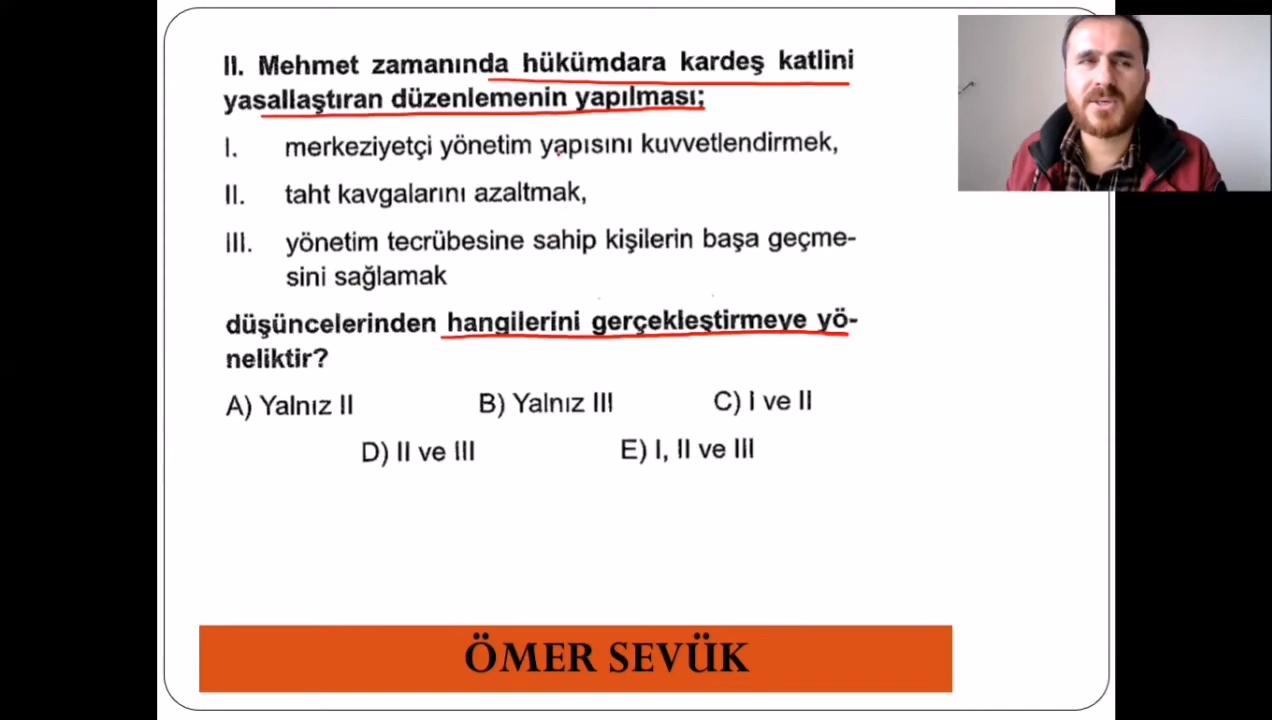 II. Mehmet zamanında hükümdara kardeş katlini
yasallaştıran düzenlemenin yapılması;
I. merkeziyetçi yönetim yapısını kuvvetlendirmek,
II. taht kavgalarını azaltmak,
III. yönetim tecrübesine sahip kişilerin başa geçme-
sini sağlamak
düşüncelerinden hangilerini gerçekleştirmeye yö-
neliktir?
A) Yalnız II B) Yalnız III C) I ve II
D) II ve III E) I, II ve III
ÖMER SEVÜK